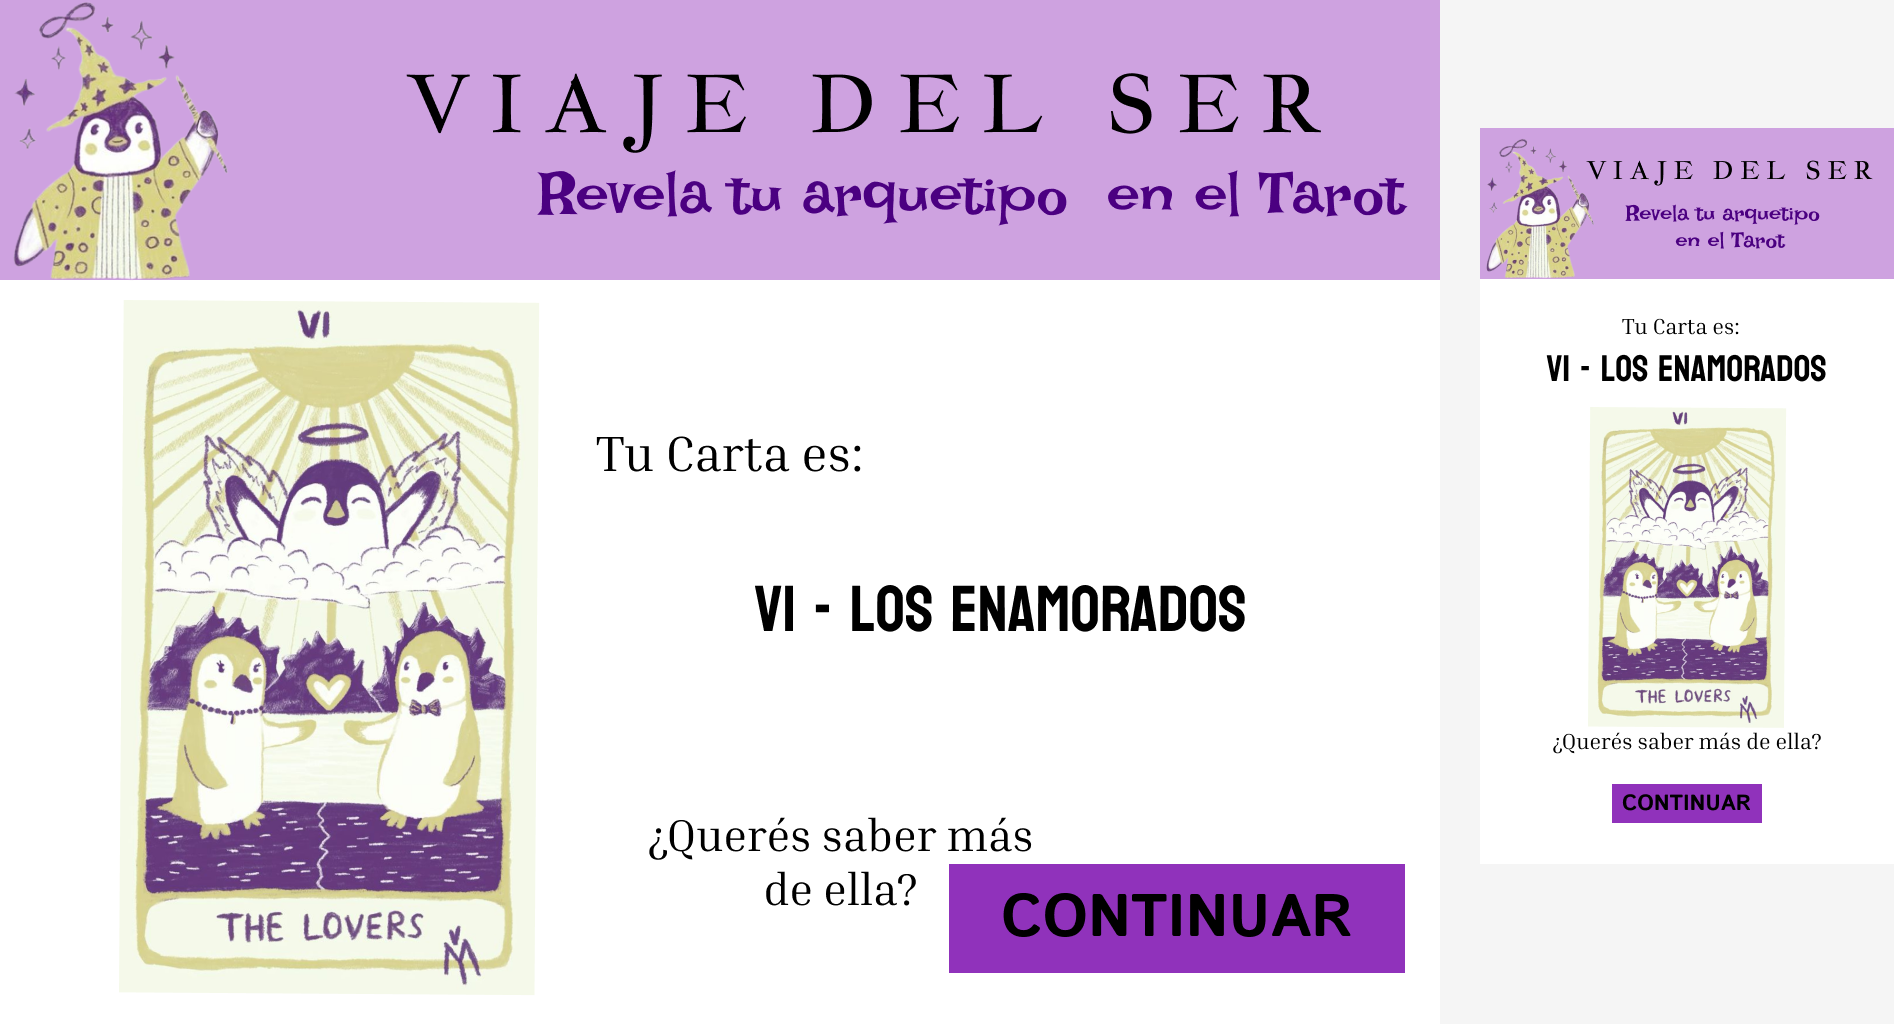 VIAJE DEL SER
Revela tu arquetipo en el Tarot
VI
THE LOVERS
Tu Carta es:
VI - LOS ENAMORADOS
¿Querés saber más
de ella?
CONTINUAR
VIAJE DEL SER
Revela tu arquetipo
en el Tarot
Tu Carta es:
VI - LOS ENAMORADOS
VI
THE LOVERS
¿Querés saber más de ella?
CONTINUAR